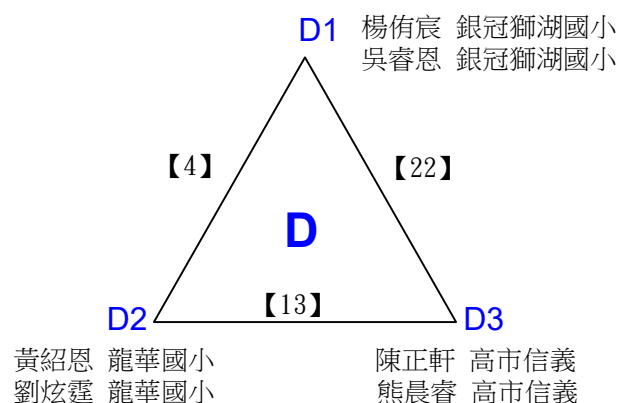 D1 楊侑宸 銀冠獅湖國小
吳睿恩 銀冠獅湖國小
【4】 【22】
D
【13】
D2 D3
黃紹恩 龍華國小 陳正軒 高市信義
劉炫霆 龍華國小 熊晨睿 高市信義